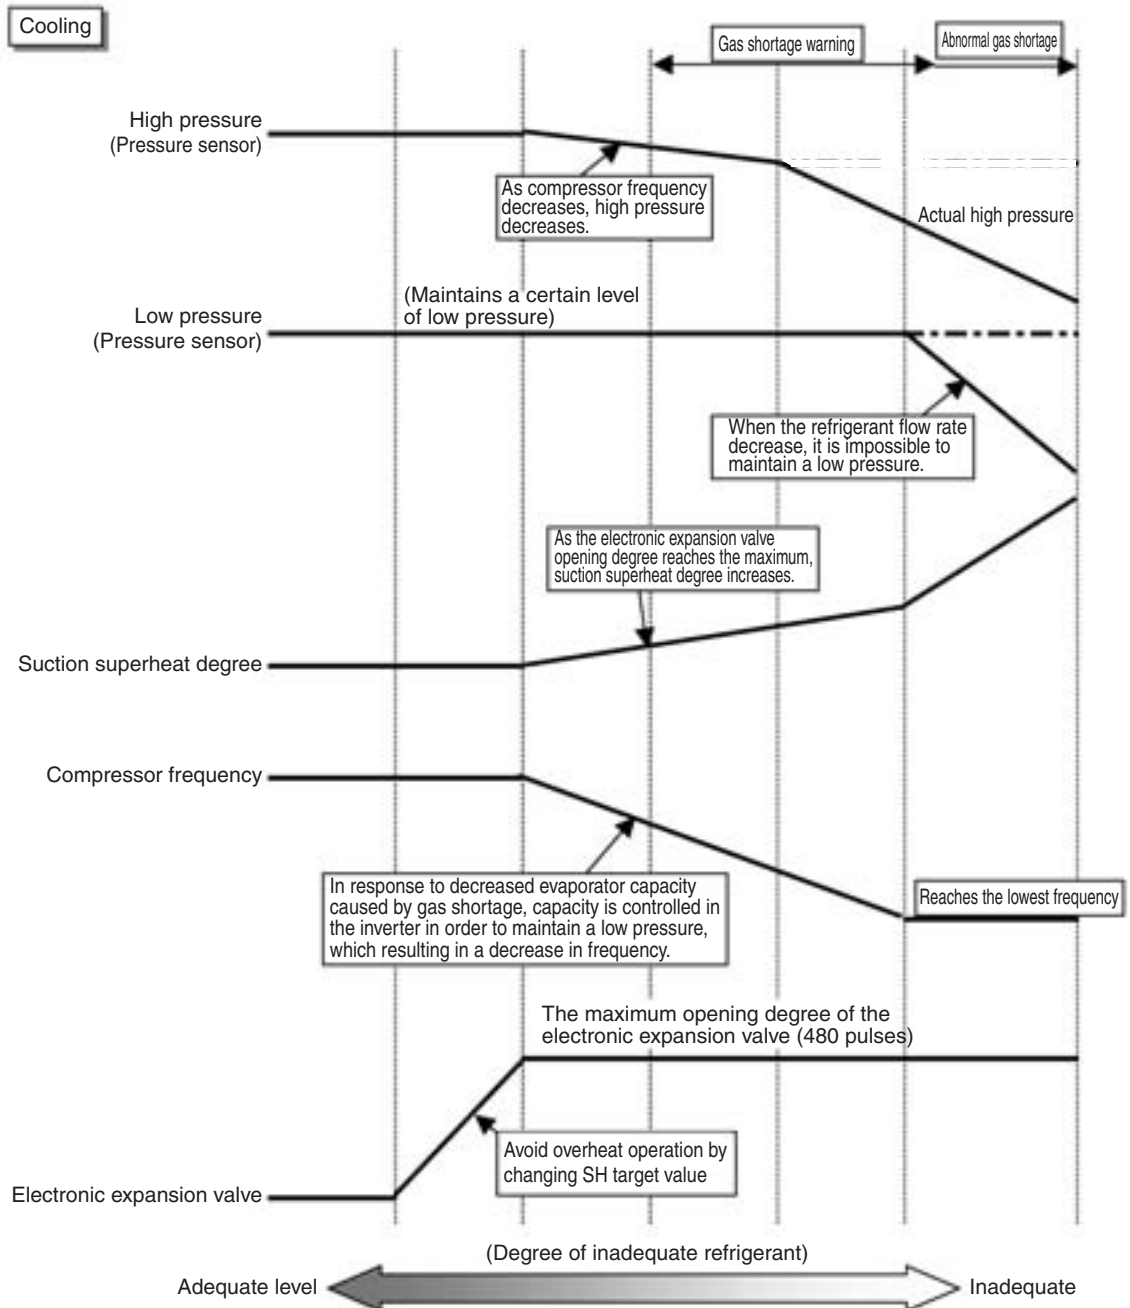 Cooling
Gas shortage warning
Abnormal gas shortage
High pressure
(Pressure sensor)
As compressor frequency
decreases, high pressure
decreases.
Actual high pressure
(Maintains a certain level
of low pressure)
Low pressure
(Pressure sensor)
When the refrigerant flow rate
decrease, it is impossible to
maintain a low pressure.
As the electronic expansion valve
opening degree reaches the maximum,
suction superheat degree increases.
Suction superheat degree
Compressor frequency
In response to decreased evaporator capacity
caused by gas shortage, capacity is controlled in
the inverter in order to maintain a low pressure,
which resulting in a decrease in frequency.
Reaches the lowest frequency
The maximum opening degree of the
electronic expansion valve (480 pulses)
Avoid overheat operation by
changing SH target value
Electronic expansion valve
(Degree of inadequate refrigerant)
Adequate level
Inadequate